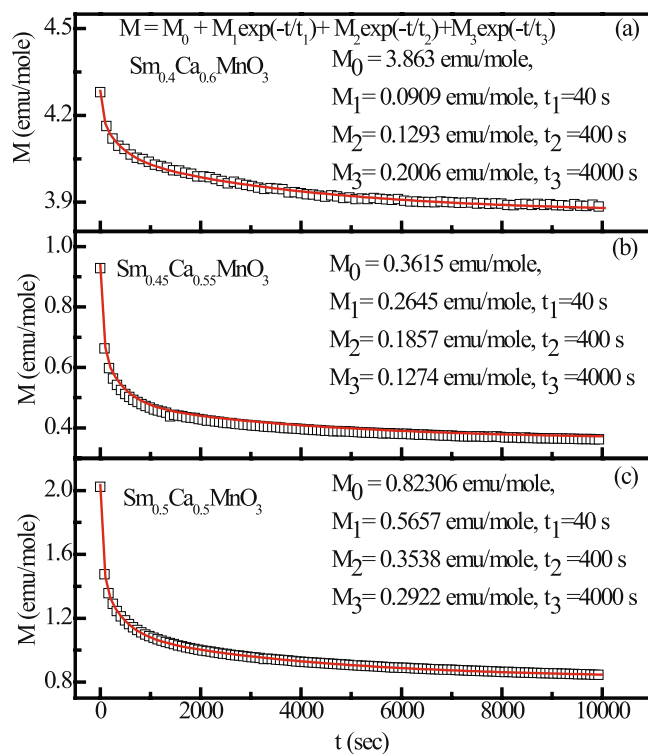 M = M0 + M1exp(-t/t1)+ M2exp(-t/t2)+M3exp(-t/t3)
(a)
Sm0.4Ca0.6MnO3
M0 = 3.863 emu/mole,
M1= 0.0909 emu/mole, t1=40 s
M2= 0.1293 emu/mole, t2 =400 s
M3= 0.2006 emu/mole, t3 =4000 s
4.5
4.2
3.9
M (emu/mole)
(b)
Sm0.45Ca0.55MnO3
M0 = 0.3615 emu/mole,
M1= 0.2645 emu/mole, t1=40 s
M2= 0.1857 emu/mole, t2 =400 s
M3= 0.1274 emu/mole, t3 =4000 s
1.0
0.8
0.6
0.4
M (emu/mole)
(c)
Sm0.5Ca0.5MnO3
M0 = 0.82306 emu/mole,
M1= 0.5657 emu/mole, t1=40 s
M2= 0.3538 emu/mole, t2 =400 s
M3= 0.2922 emu/mole, t3 =4000 s
2.0
1.6
1.2
0.8
M (emu/mole)
0 2000 4000 6000 8000 10000
t (sec)